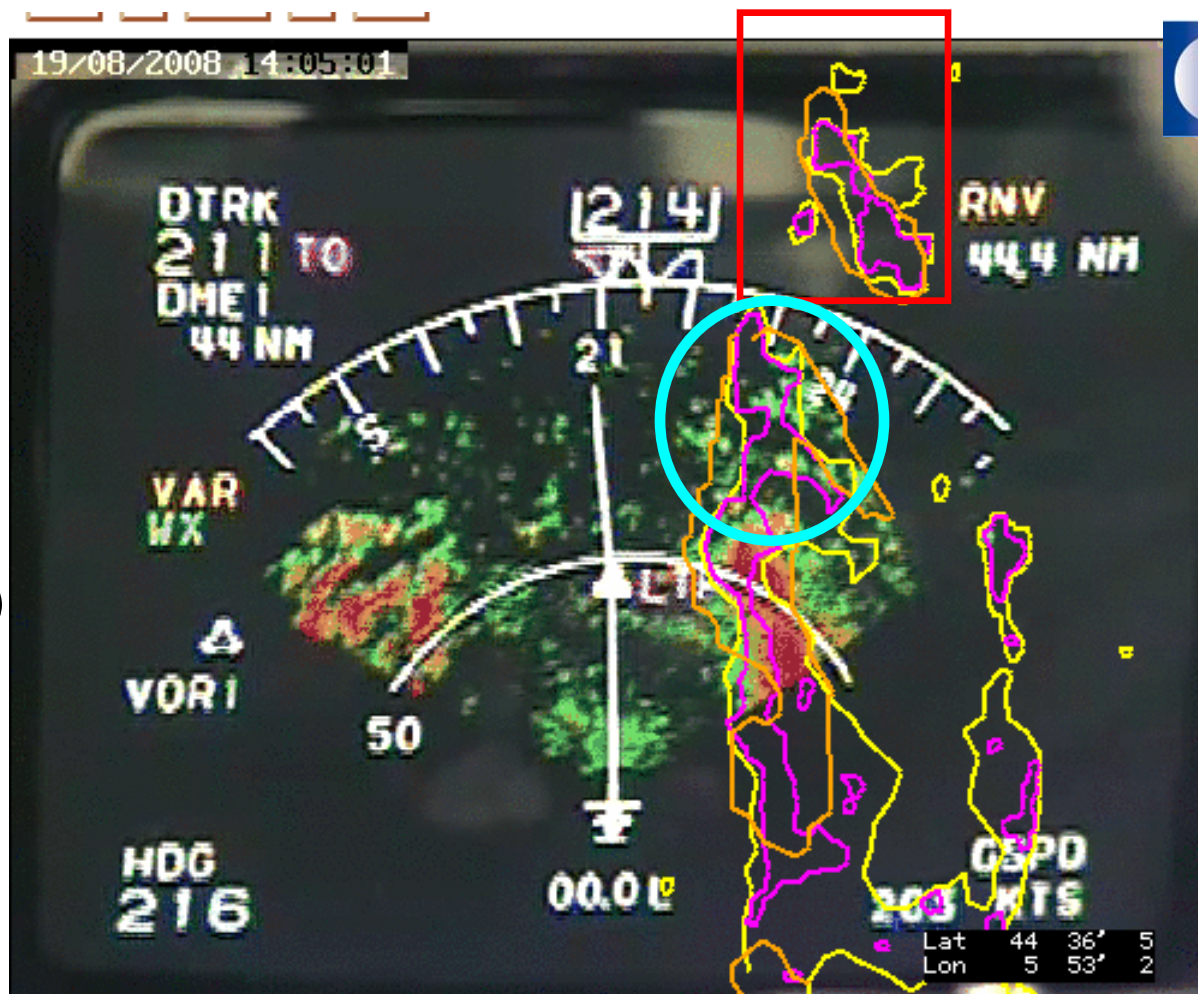 19/08/2008 14:05:01
DTRK
211 TO
DME1
44 NM
214
RNV
44.4 NM
21
S
VAR
WX
VOR1
50
HDG
216
00.0 L
GSPD
KTS
Lat 44 36' 5
Lon 5 53' 2